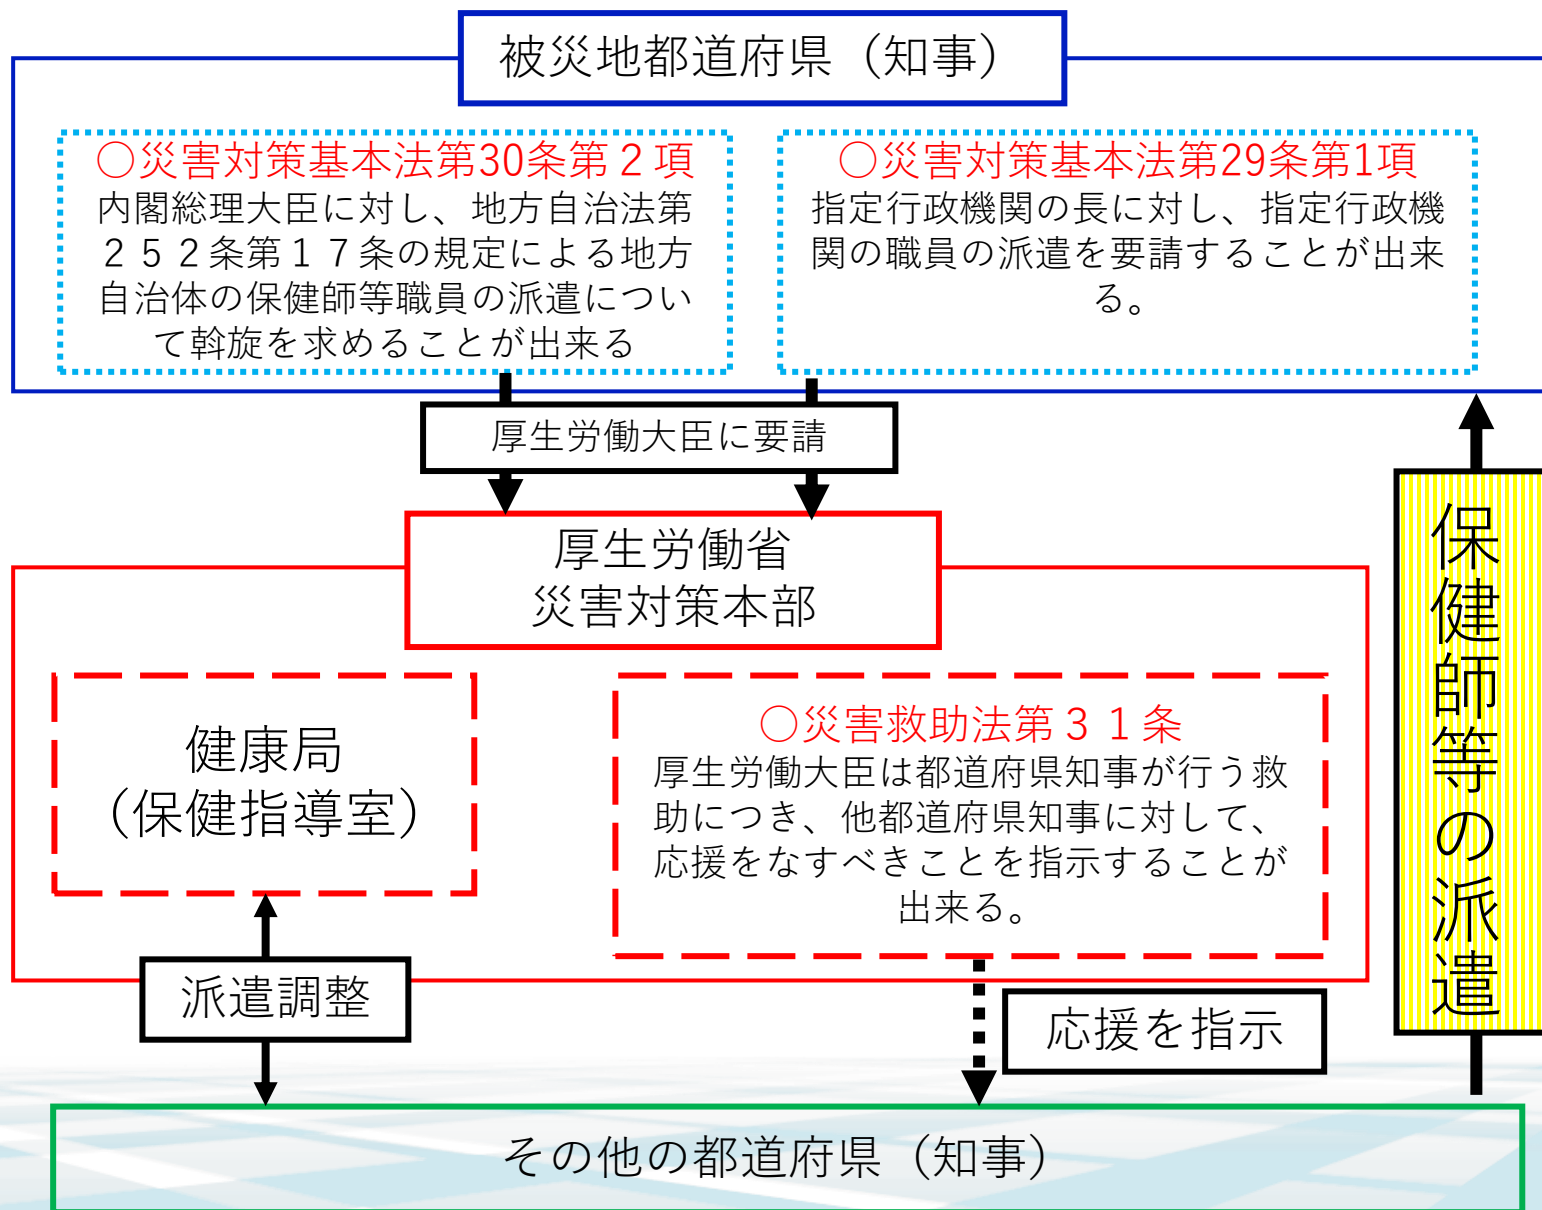 被災地都道府県（知事）
○災害対策基本法第30条第２項
内閣総理大臣に対し、地方自治法第
２５２条第１７条の規定による地方
自治体の保健師等職員の派遣につい
て斡旋を求めることが出来る
○災害対策基本法第29条第1項
指定行政機関の長に対し、指定行政機
関の職員の派遣を要請することが出来
る。
厚生労働大臣に要請
厚生労働省
災害対策本部
健康局
（保健指導室）
○災害救助法第３１条
厚生労働大臣は都道府県知事が行う救
助につき、他都道府県知事に対して、
応援をなすべきことを指示することが
出来る。
保健師等の派遣
派遣調整
応援を指示
その他の都道府県（知事）